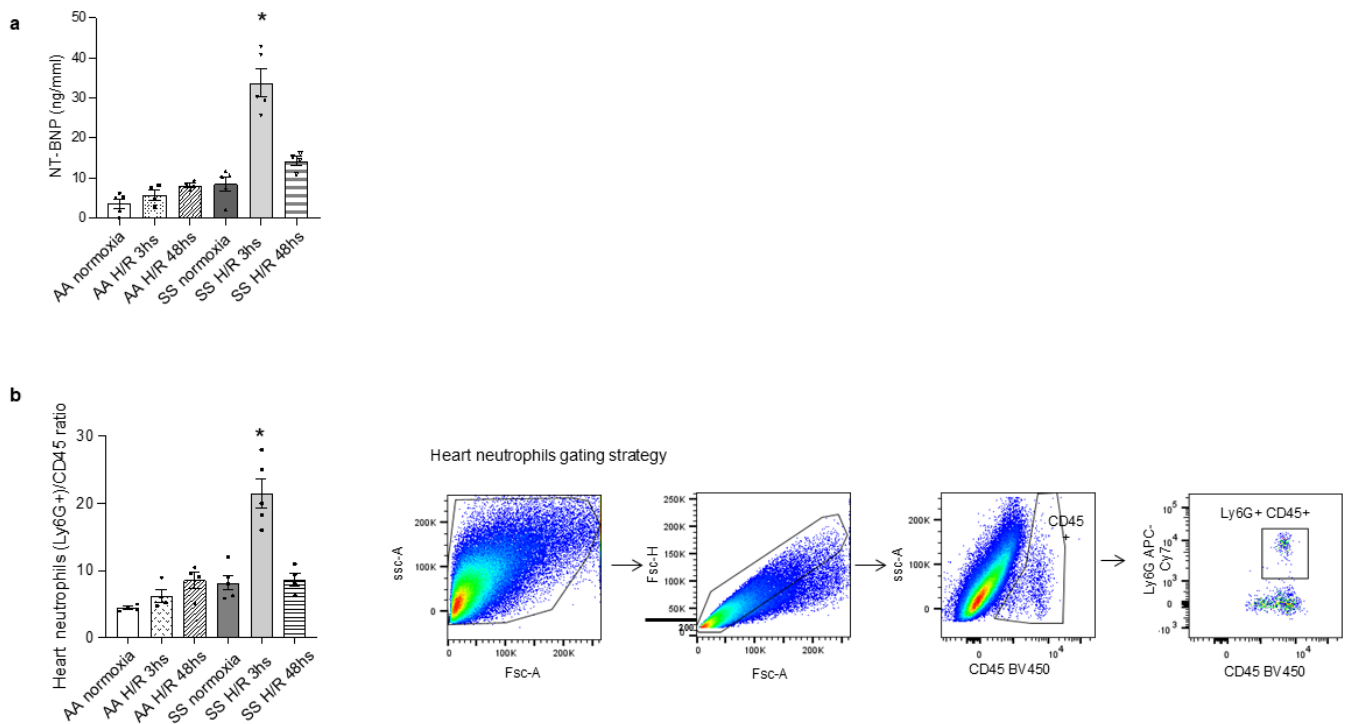 a
NT-BNP (ng/mml)
50
40
30
20
10
0
*
AA normoxia
AA H/R 3hs
AA H/R 48hs
SS normoxia
SS H/R 3hs
SS H/R 48hs
b
Heart neutrophils (Ly6G+)/CD45 ratio
30
20
10
0
*
AA normoxia
AA H/R 3hs
AA H/R 48hs
SS normoxia
SS H/R 3hs
SS H/R 48hs
Heart neutrophils gating strategy
ssc-A
200K
100K
0
0
100K
200K
Fsc-A
Fsc-H
200K
150K
100K
50K
200
0
0
100K
200K
Fsc-A
ssc-A
200K
100K
0
CD45
10⁴
CD45 BV450
Ly6G APC-
Cy7
10⁵
10⁴
10³
0
-10³
Ly6G+ CD45+
10⁴
CD45 BV450